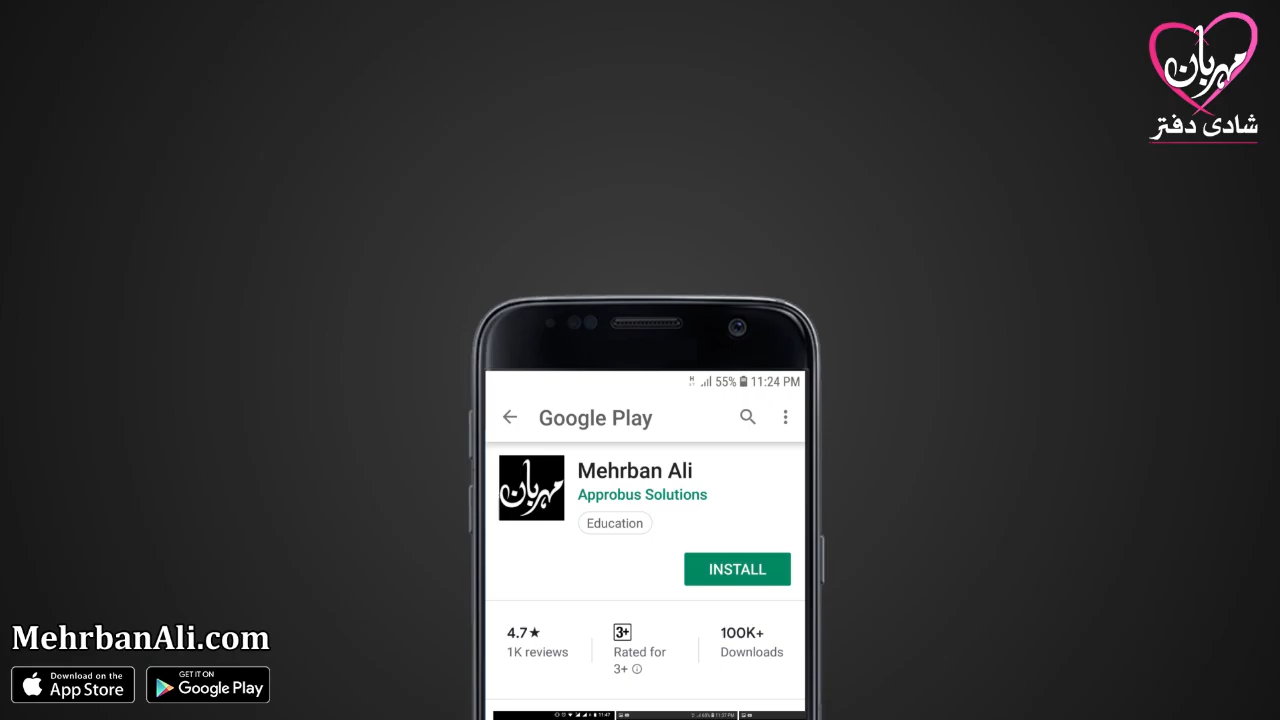 مہربان
شادی دفتر
55% 11:24 PM
Google Play
مہربان
Mehrban Ali
Approbus Solutions
Education
INSTALL
4.7★
1K reviews
3+
Rated for
3+
100K+
Downloads
MehrbanAli.com
Download on the
App Store
GET IT ON
Google Play